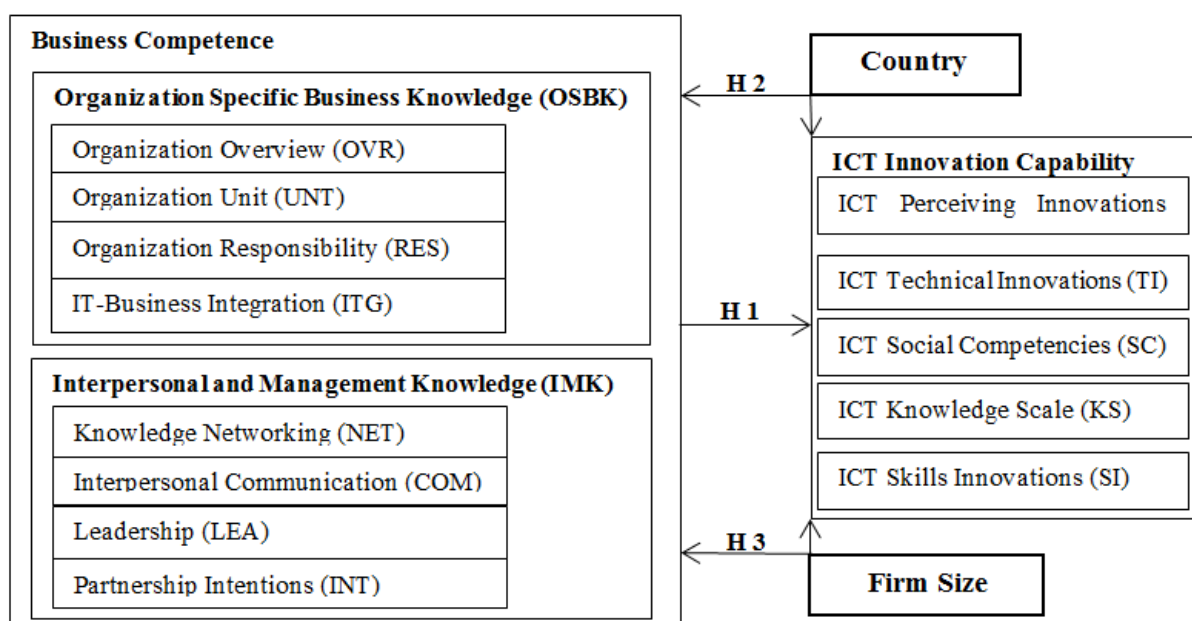 Business Competence
Organization Specific Business Knowledge (OSBK)
Organization Overview (OVR)
Organization Unit (UNT)
Organization Responsibility (RES)
IT-Business Integration (ITG)
Interpersonal and Management Knowledge (IMK)
Knowledge Networking (NET)
Interpersonal Communication (COM)
Leadership (LEA)
Partnership Intentions (INT)
H 2
H 1
H 3
Country
ICT Innovation Capability
ICT Perceiving Innovations
ICT Technical Innovations (TI)
ICT Social Competencies (SC)
ICT Knowledge Scale (KS)
ICT Skills Innovations (SI)
Firm Size